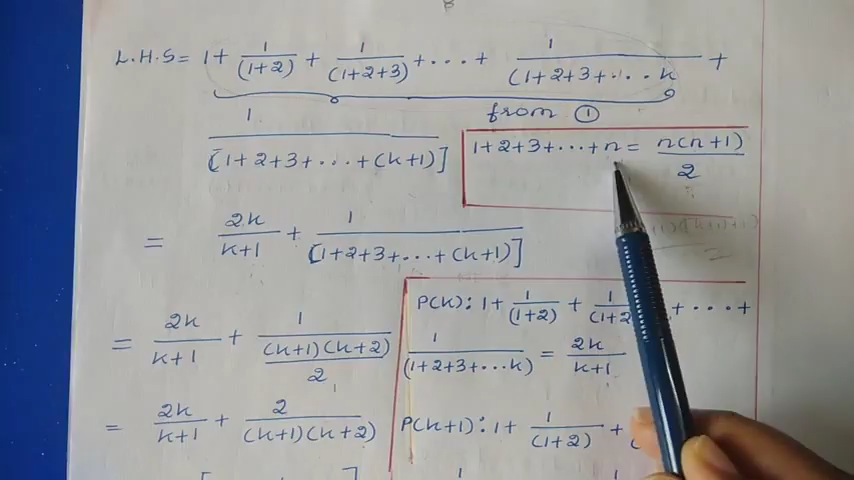 L.H.S = 1 + 1/(1+2) + 1/(1+2+3) + ... + 1/(1+2+3+... k) +
from ①
1/[1+2+3+...+(k+1)]
1+2+3+...+n = n(n+1)/2
= 2k/(k+1) + 1/[1+2+3+...+(k+1)]
P(k): 1 + 1/(1+2) + 1/(1+2 + ... +
1/(1+2+3+...k) = 2k/(k+1)
= 2k/(k+1) + 1/((k+1)(k+2)/2)
= 2k/(k+1) + 2/((k+1)(k+2))
P(k+1): 1 + 1/(1+2) +